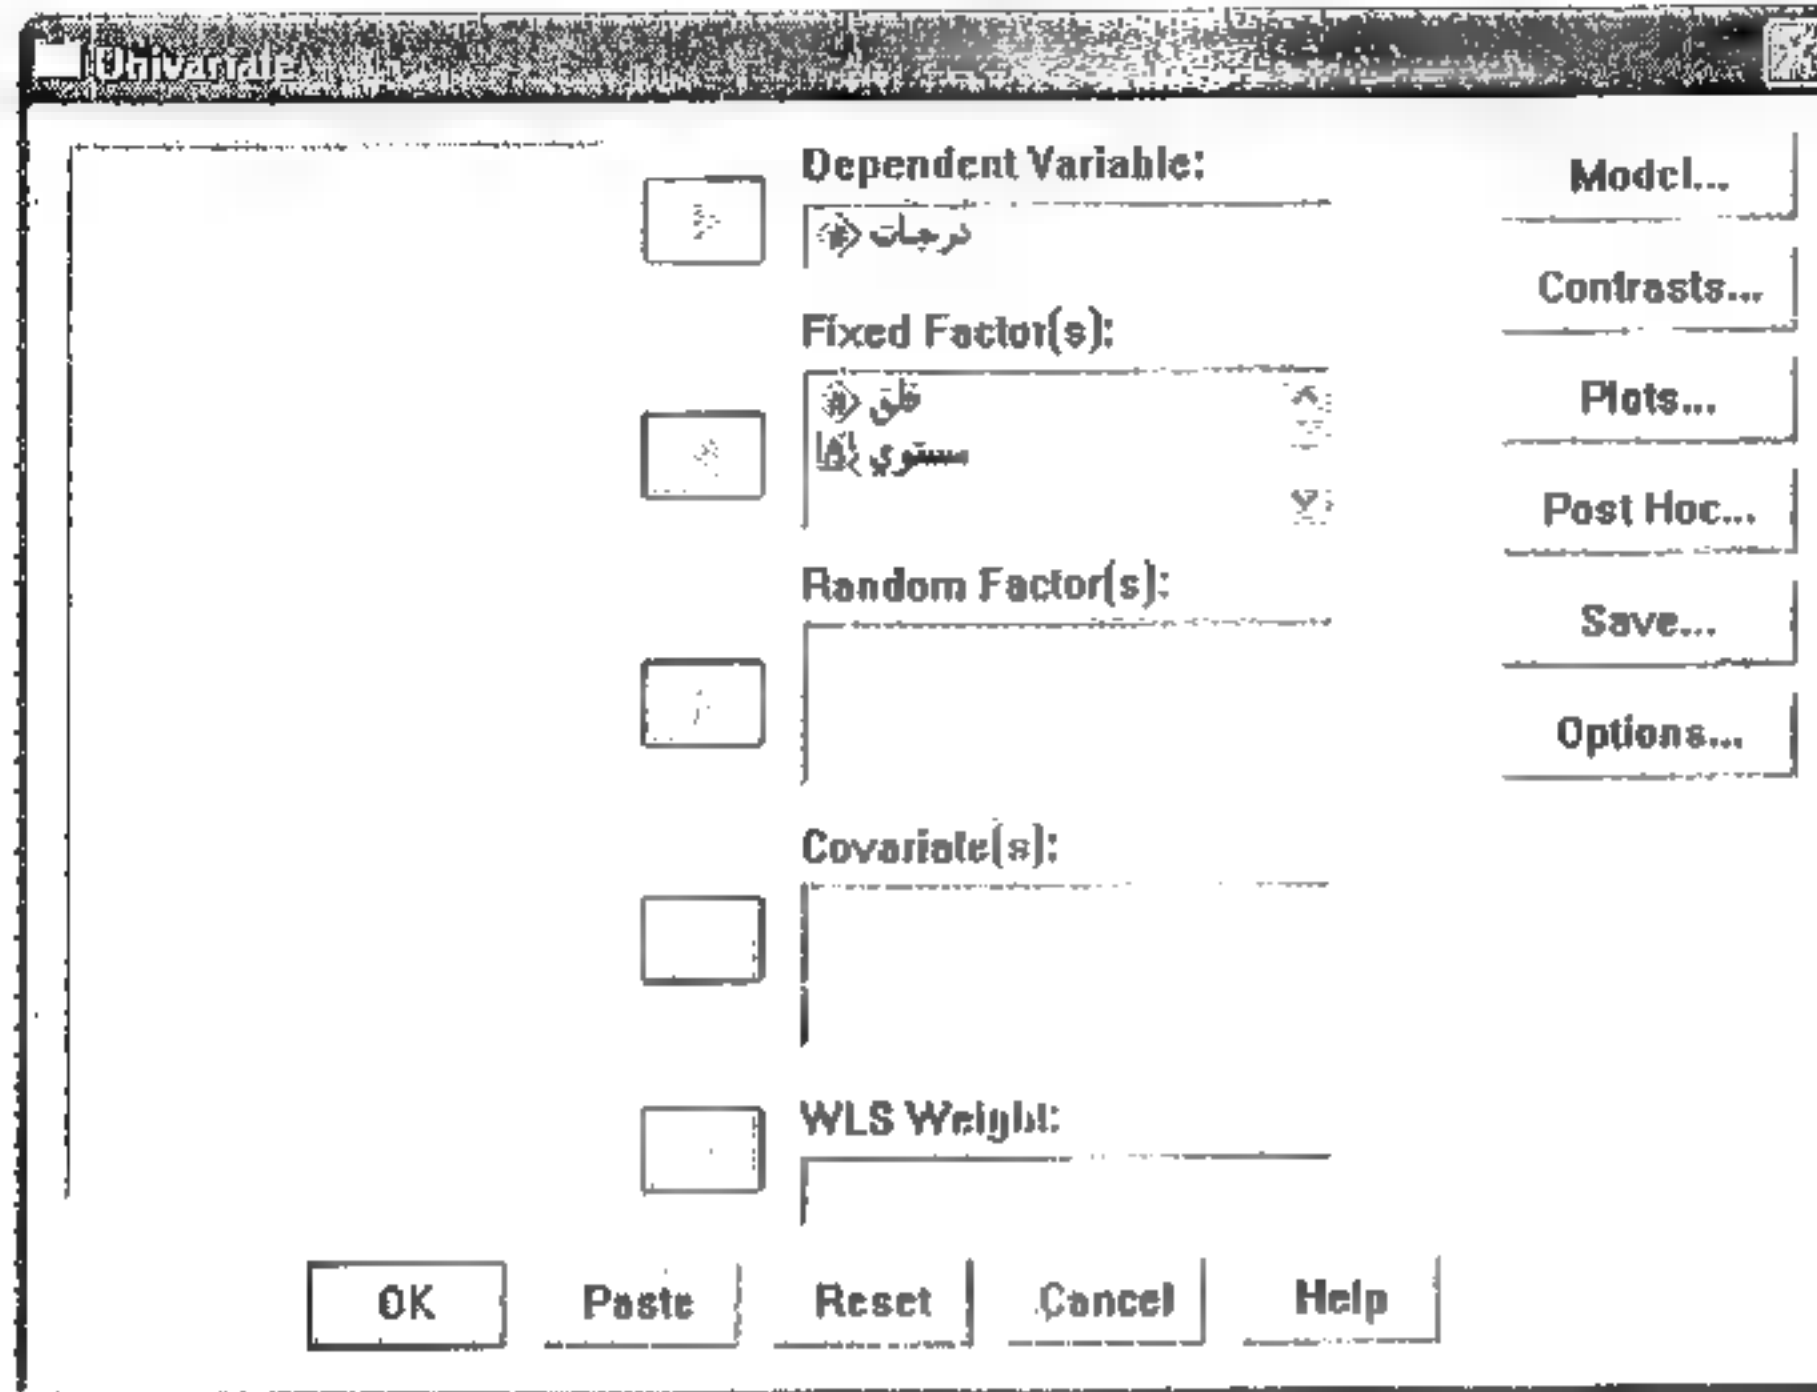 Univariate
Dependent Variable:
درجات
Fixed Factor(s):
قلق
مستوي
Random Factor(s):
Covariate(s):
WLS Weight:
Model...
Contrasts...
Plots...
Post Hoc...
Save...
Options...
OK
Paste
Reset
Cancel
Help